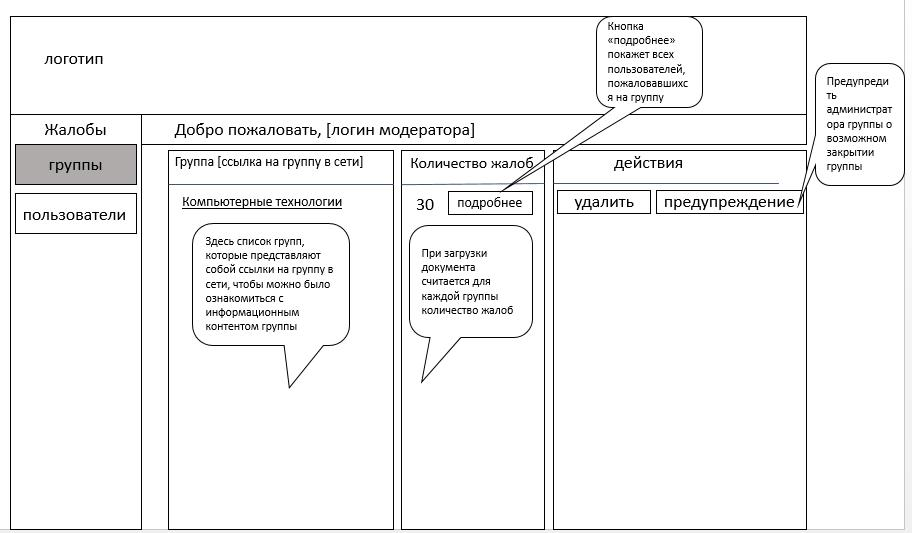 логотип
Кнопка
«подробнее»
покажет всех
пользователей,
пожаловавшихс
я на группу
Предупреди
ть
администрат
ора группы о
возможном
закрытии
группы
Жалобы
Добро пожаловать, [логин модератора]
группы
пользователи
Группа [ссылка на группу в сети]
Количество жалоб
действия
Компьютерные технологии
30
подробнее
удалить
предупреждение
Здесь список групп,
которые представляют
собой ссылки на группу в
сети, чтобы можно было
ознакомиться с
информационным
контентом группы
При загрузки
документа
считается для
каждой группы
количество жалоб